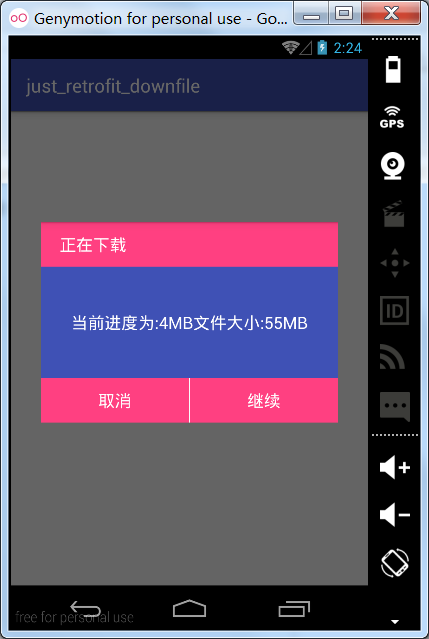 Genymotion for personal use - Go...
2:24
just_retrofit_downfile
GPS
正在下载
当前进度为:4MB文件大小:55MB
取消
继续
ID
free for personal use